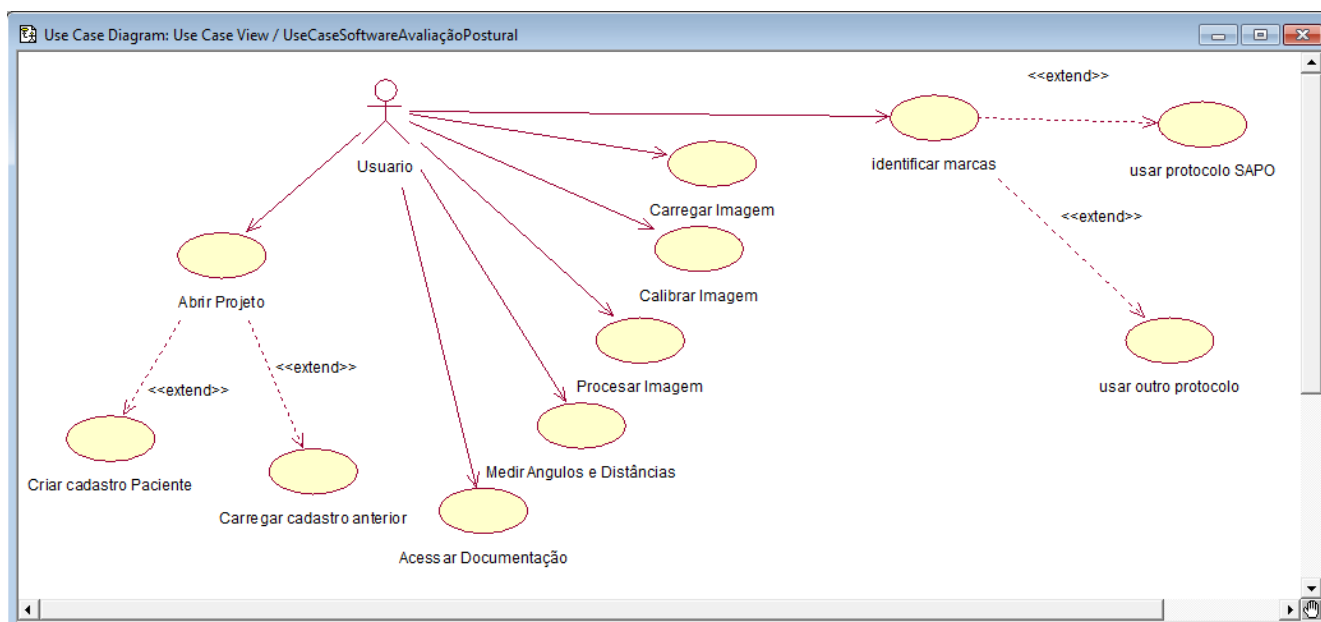 Use Case Diagram: Use Case View / UseCaseSoftwareAvaliaçãoPostural
<<extend>>
Usuario
identificar marcas
usar protocolo SAPO
Carregar Imagem
<<extend>>
Calibrar Imagem
Abrir Projeto
<<extend>>
<<extend>>
Procesar Imagem
usar outro protocolo
Criar cadastro Paciente
Medir Angulos e Distâncias
Carregar cadastro anterior
Acessar Documentação